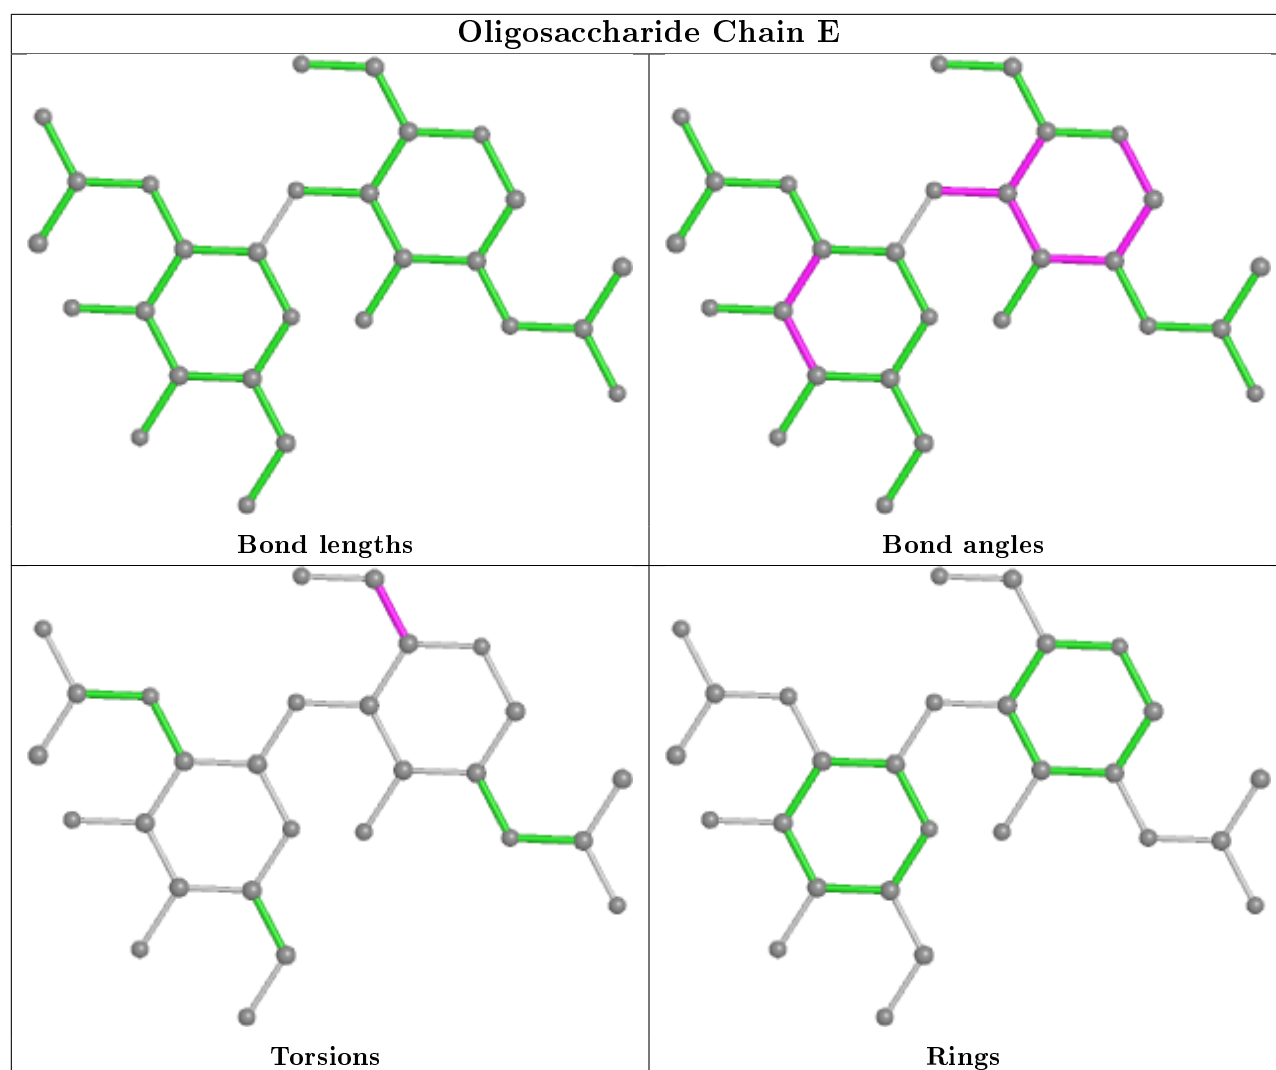 Oligosaccharide Chain E
Bond lengths
Bond angles
Torsions
Rings